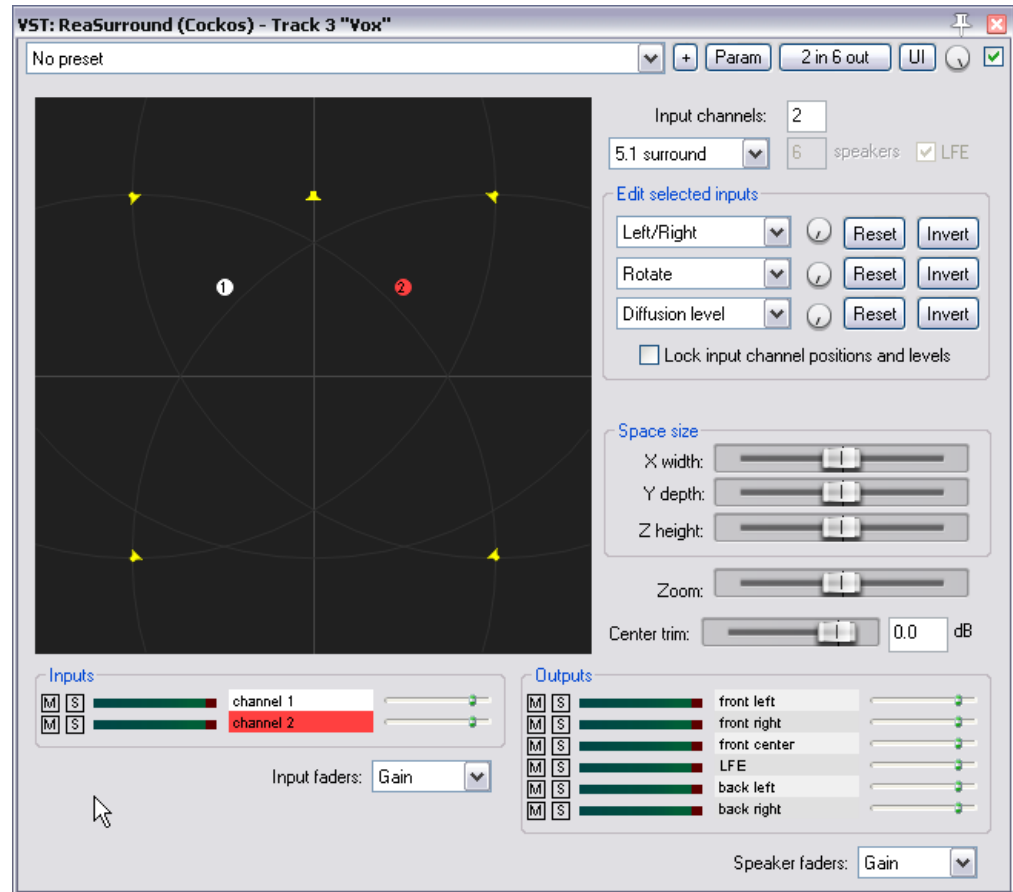 VST: ReaSurround (Cockos) - Track 3 "Vox"
No preset + Param 2 in 6 out UI
Input channels: 2
5.1 surround 6 speakers LFE
Edit selected inputs
Left/Right Reset Invert
Rotate Reset Invert
Diffusion level Reset Invert
Lock input channel positions and levels
1 2
Space size
X width:
Y depth:
Z height:
Zoom:
Center trim: 0.0 dB
Inputs
M S channel 1
M S channel 2
Input faders: Gain
Outputs
M S front left
M S front right
M S front center
M S LFE
M S back left
M S back right
Speaker faders: Gain